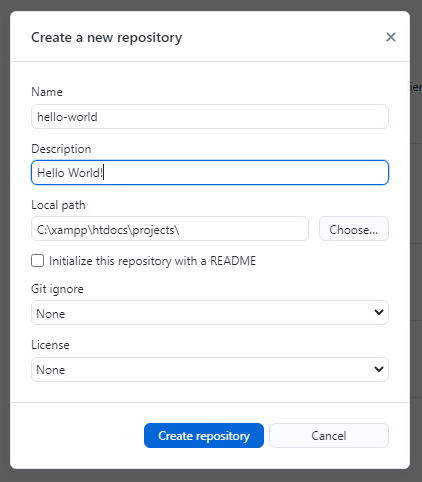 Create a new repository
Name
hello-world
Description
Hello World!
Local path
C:\xampp\htdocs\projects\
Choose...
Initialize this repository with a README
Git ignore
None
License
None
Create repository
Cancel